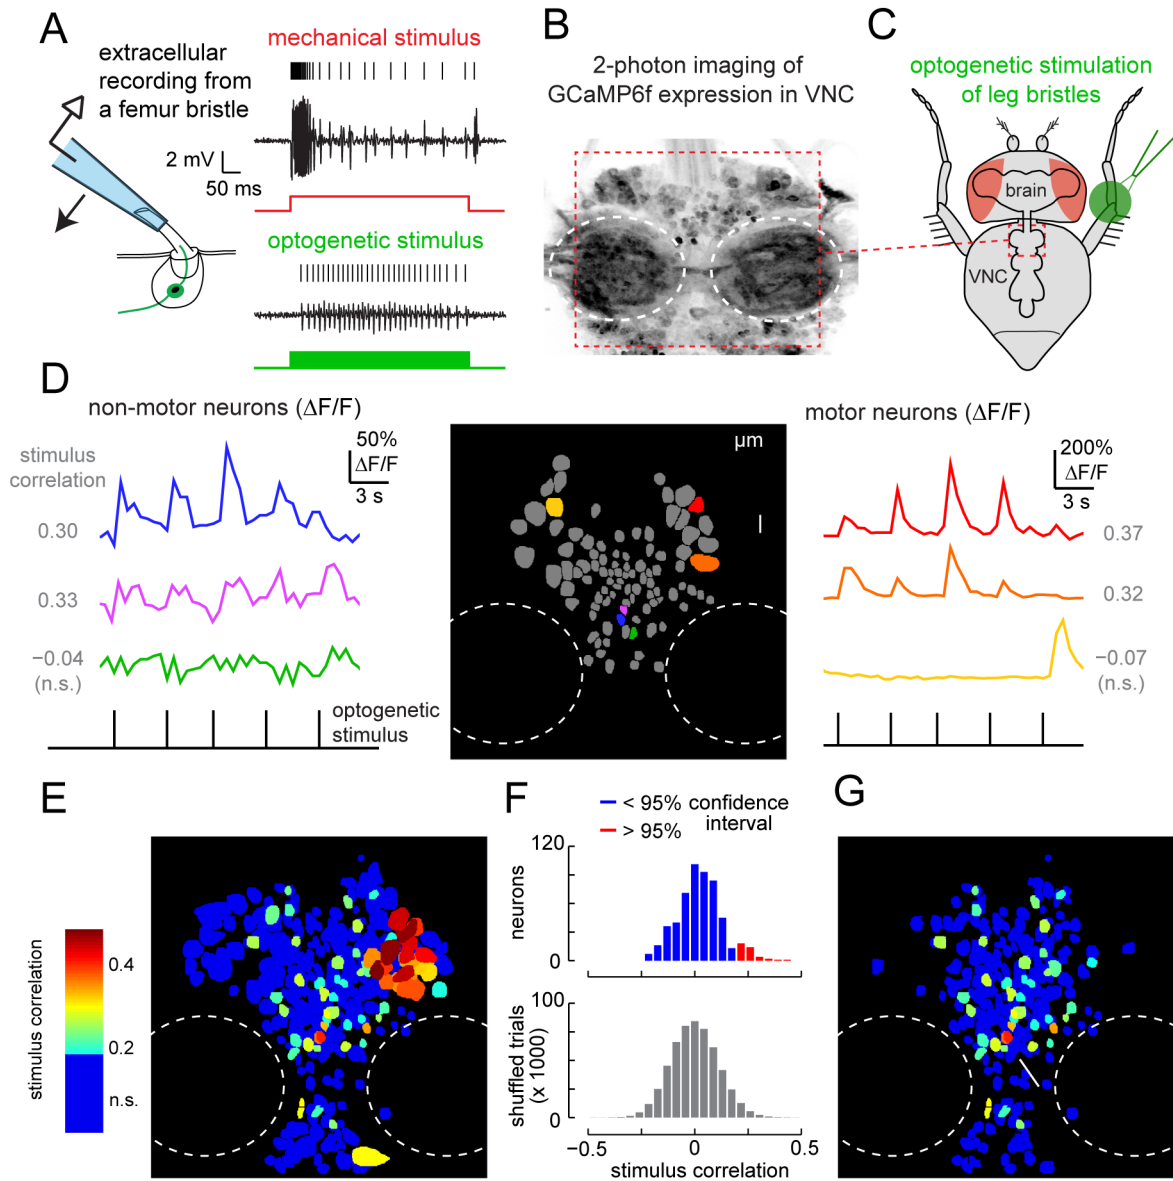 A
extracellular
recording from
a femur bristle
mechanical stimulus
2 mV
50 ms
optogenetic stimulus
B
2-photon imaging of
GCaMP6f expression in VNC
C
optogenetic stimulation
of leg bristles
brain
VNC
D
non-motor neurons (ΔF/F)
stimulus
correlation
50%
ΔF/F
3 s
0.30
0.33
−0.04
(n.s.)
optogenetic
stimulus
µm
motor neurons (ΔF/F)
200%
ΔF/F
3 s
0.37
0.32
−0.07
(n.s.)
E
stimulus correlation
0.4
0.2
n.s.
F
< 95% confidence
> 95% interval
120
neurons
0
100
shuffled trials
(x 1000)
0
−0.5 0 0.5
stimulus correlation
G